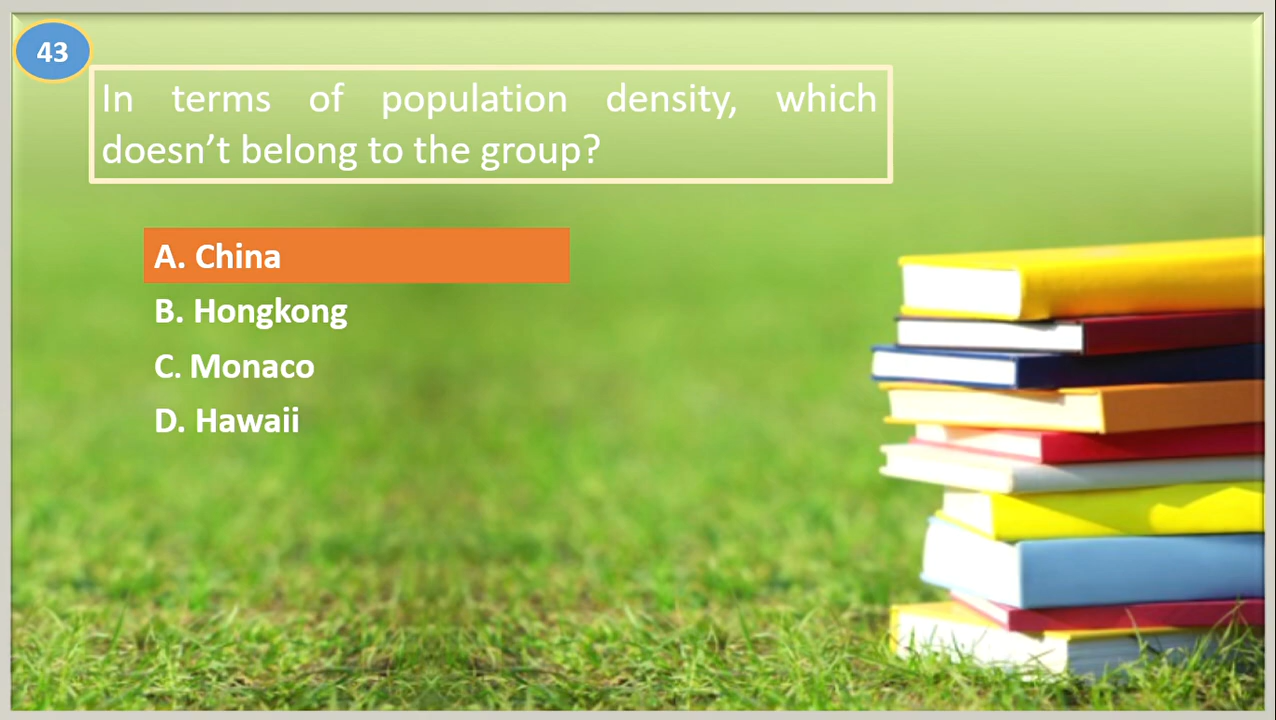 43
In terms of population density, which
doesn’t belong to the group?
A. China
B. Hongkong
C. Monaco
D. Hawaii